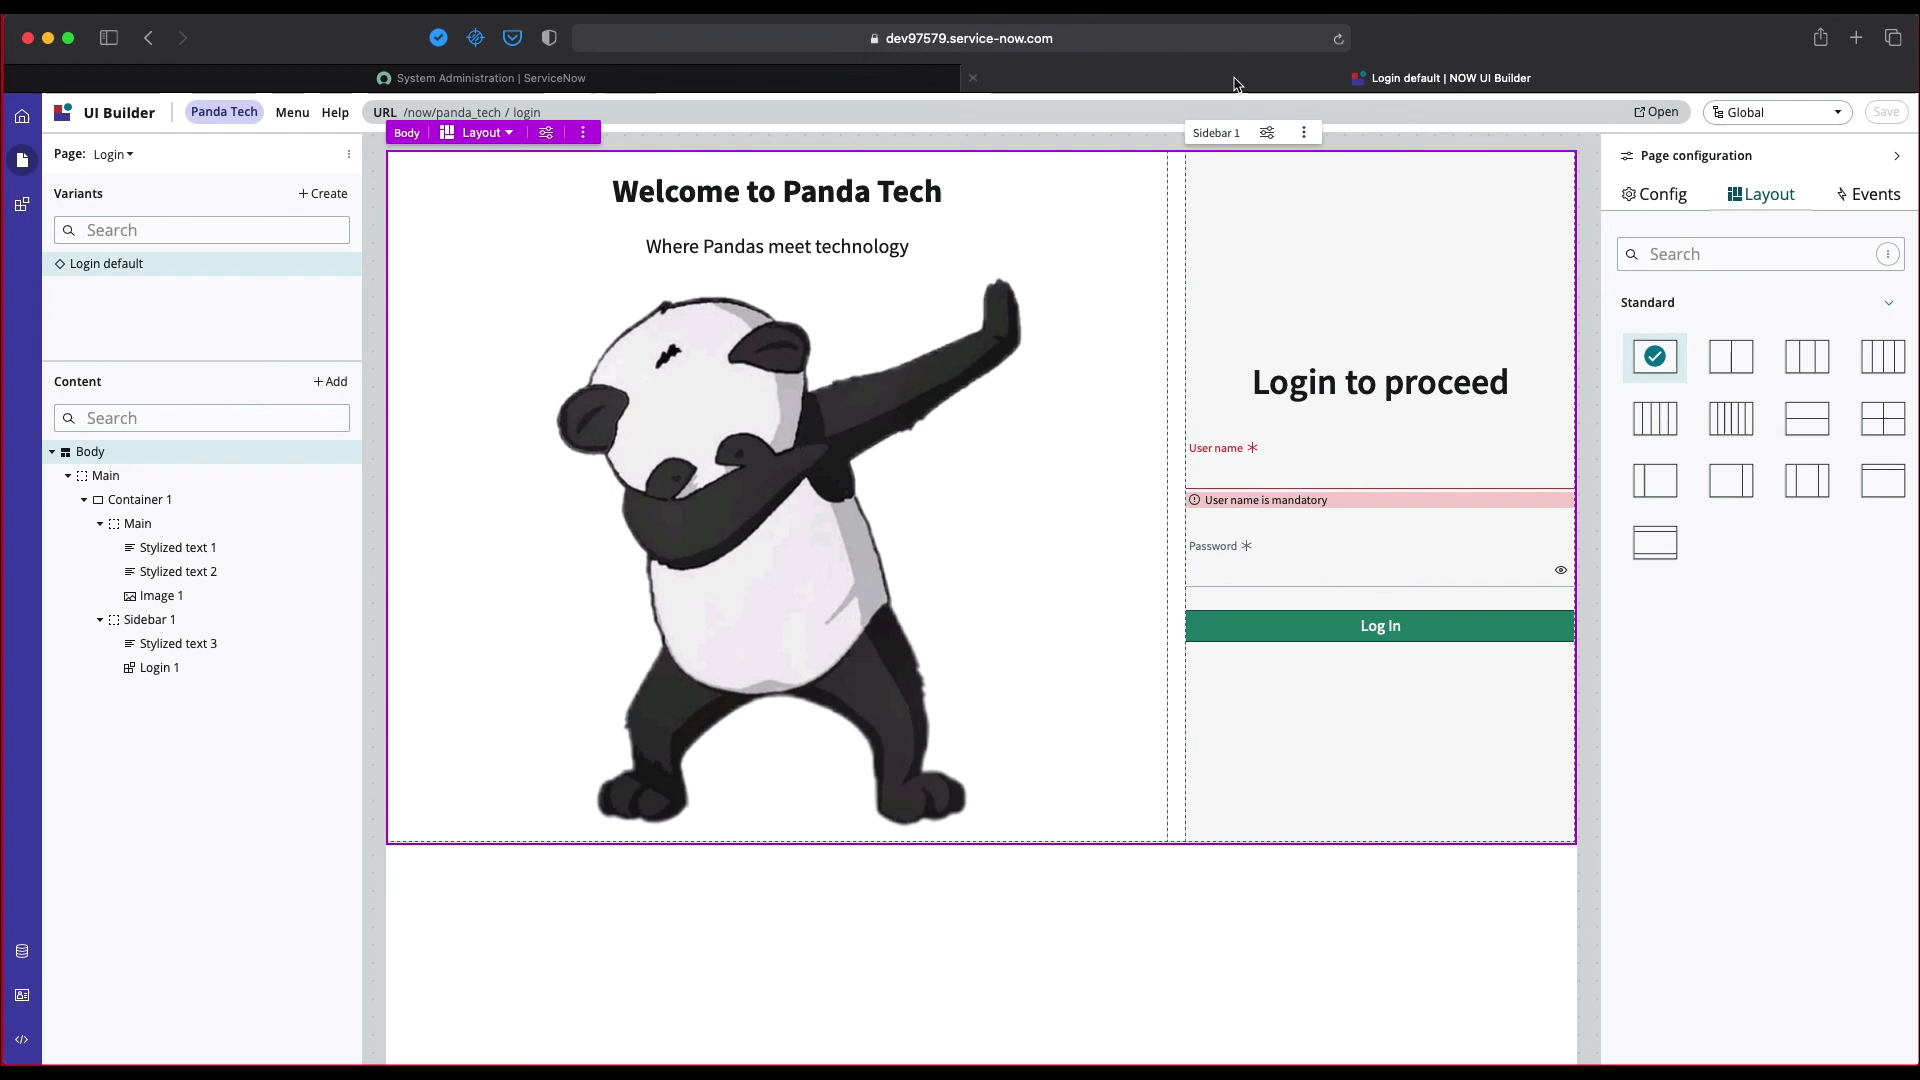 dev97579.service-now.com
System Administration | ServiceNow
Login default | NOW UI Builder
UI Builder
Panda Tech
Menu
Help
URL /now/panda_tech / login
Open
Global
Save
Body
Layout
Sidebar 1
Page: Login
Variants
+ Create
Search
Login default
Content
+ Add
Search
Body
Main
Container 1
Main
Stylized text 1
Stylized text 2
Image 1
Sidebar 1
Stylized text 3
Login 1
Welcome to Panda Tech
Where Pandas meet technology
Login to proceed
User name
User name is mandatory
Password
Log In
Page configuration
Config
Layout
Events
Search
Standard